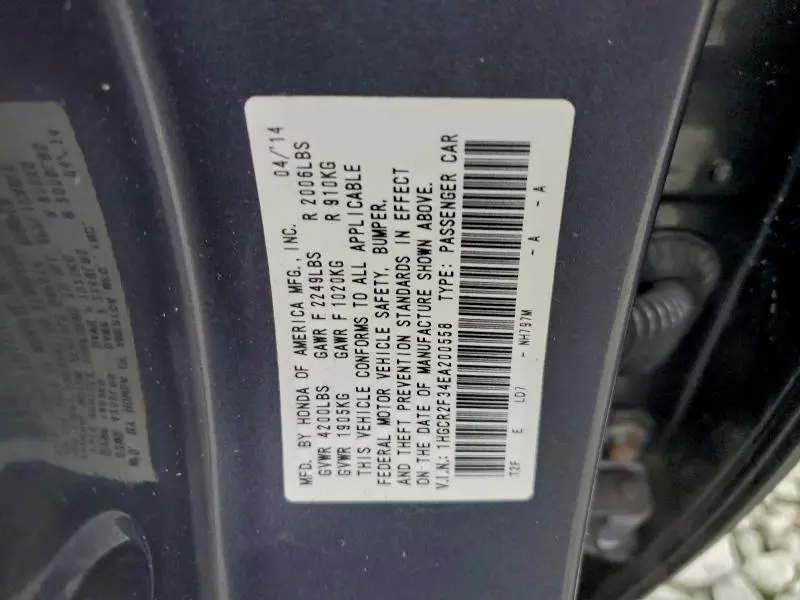 MFD. BY HONDA OF AMERICA MFG., INC. 04/'14
GVWR 4200LBS GAWR F 2249LBS R 2006LBS
GVWR 1905KG GAWR F 1020KG R 910KG
THIS VEHICLE CONFORMS TO ALL APPLICABLE
FEDERAL MOTOR VEHICLE SAFETY, BUMPER,
AND THEFT PREVENTION STANDARDS IN EFFECT
ON THE DATE OF MANUFACTURE SHOWN ABOVE.
V.I.N.: 1HGCR2F34EA200558 TYPE: PASSENGER CAR
T2F E LD7 - NH797M - A - A